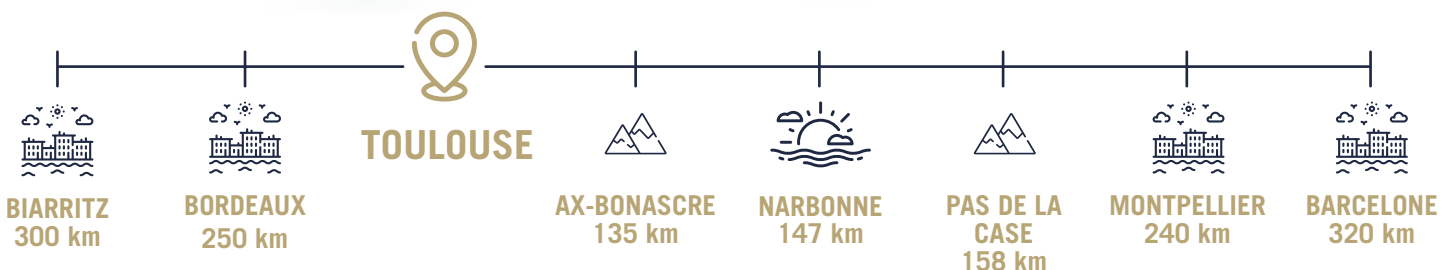 TOULOUSE
BIARRITZ
300 km
BORDEAUX
250 km
AX-BONASCRE
135 km
NARBONNE
147 km
PAS DE LA
CASE
158 km
MONTPELLIER
240 km
BARCELONE
320 km